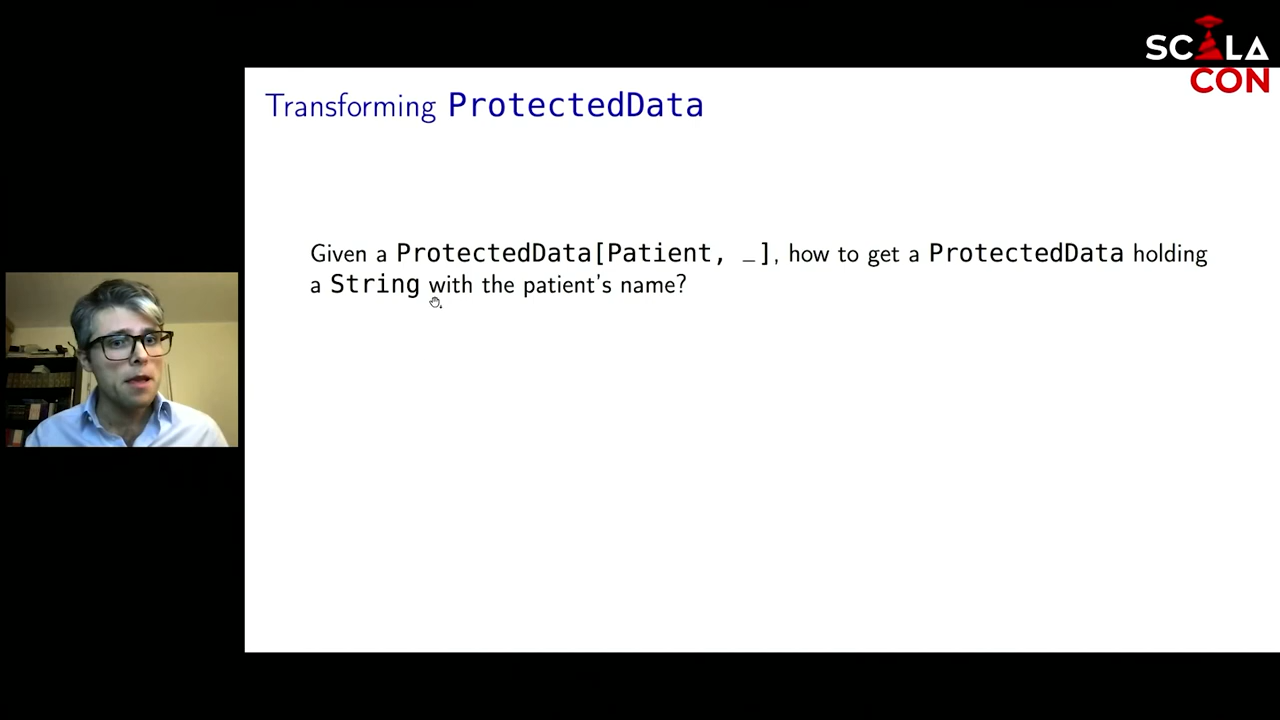 SCALA
CON
Transforming ProtectedData
Given a ProtectedData[Patient, _], how to get a ProtectedData holding
a String with the patient's name?